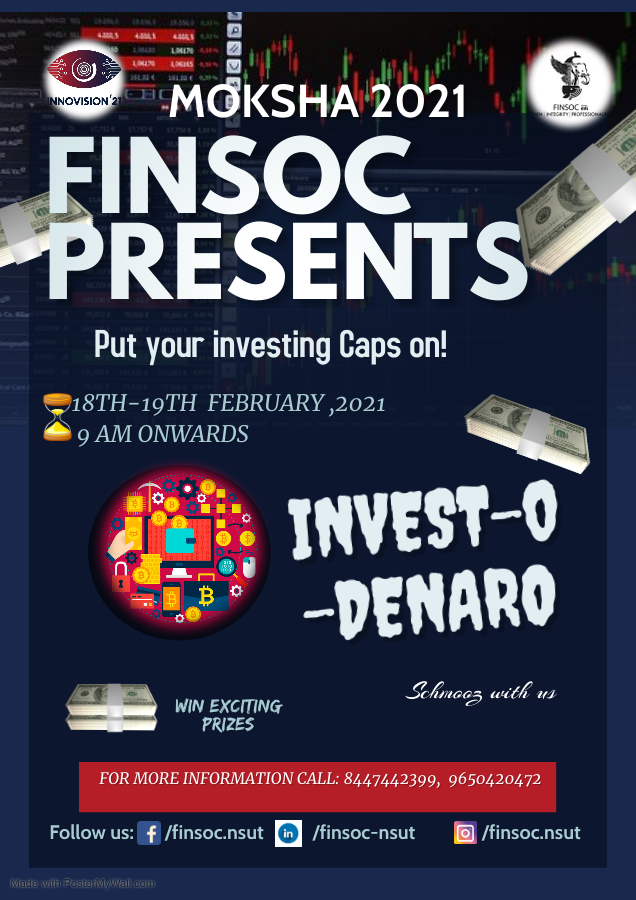 INNOVISION'21
MOKSHA 2021
FINSOC
FINSOC
PRESENTS
Put your investing Caps on!
18TH-19TH FEBRUARY ,2021
9 AM ONWARDS
INVEST-O
-DENARO
Schmooz with us
WIN EXCITING
PRIZES
FOR MORE INFORMATION CALL: 8447442399, 9650420472
Follow us: /finsoc.nsut /finsoc-nsut /finsoc.nsut
Made with PosterMyWall.com